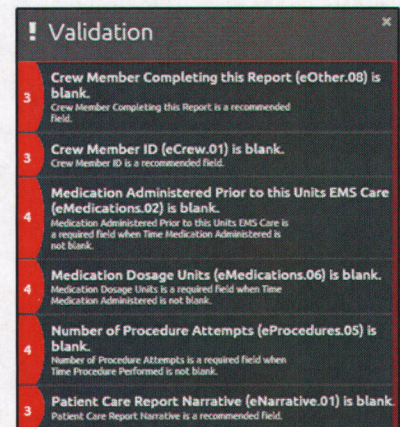 ! Validation ×
3 Crew Member Completing this Report (eOther.08) is
blank.
Crew Member Completing this Report is a recommended
field.
3 Crew Member ID (eCrew.01) is blank.
Crew Member ID is a recommended field.
4 Medication Administered Prior to this Units EMS Care
(eMedications.02) is blank.
Medication Administered Prior to this Units EMS Care is
a required field when Time Medication Administered is
not blank.
4 Medication Dosage Units (eMedications.06) is blank.
Medication Dosage Units is a required field when Time
Medication Administered is not blank.
4 Number of Procedure Attempts (eProcedures.05) is
blank.
Number of Procedure Attempts is a required field when
Time Procedure Performed is not blank.
3 Patient Care Report Narrative (eNarrative.01) is blank.
Patient Care Report Narrative is a recommended field.